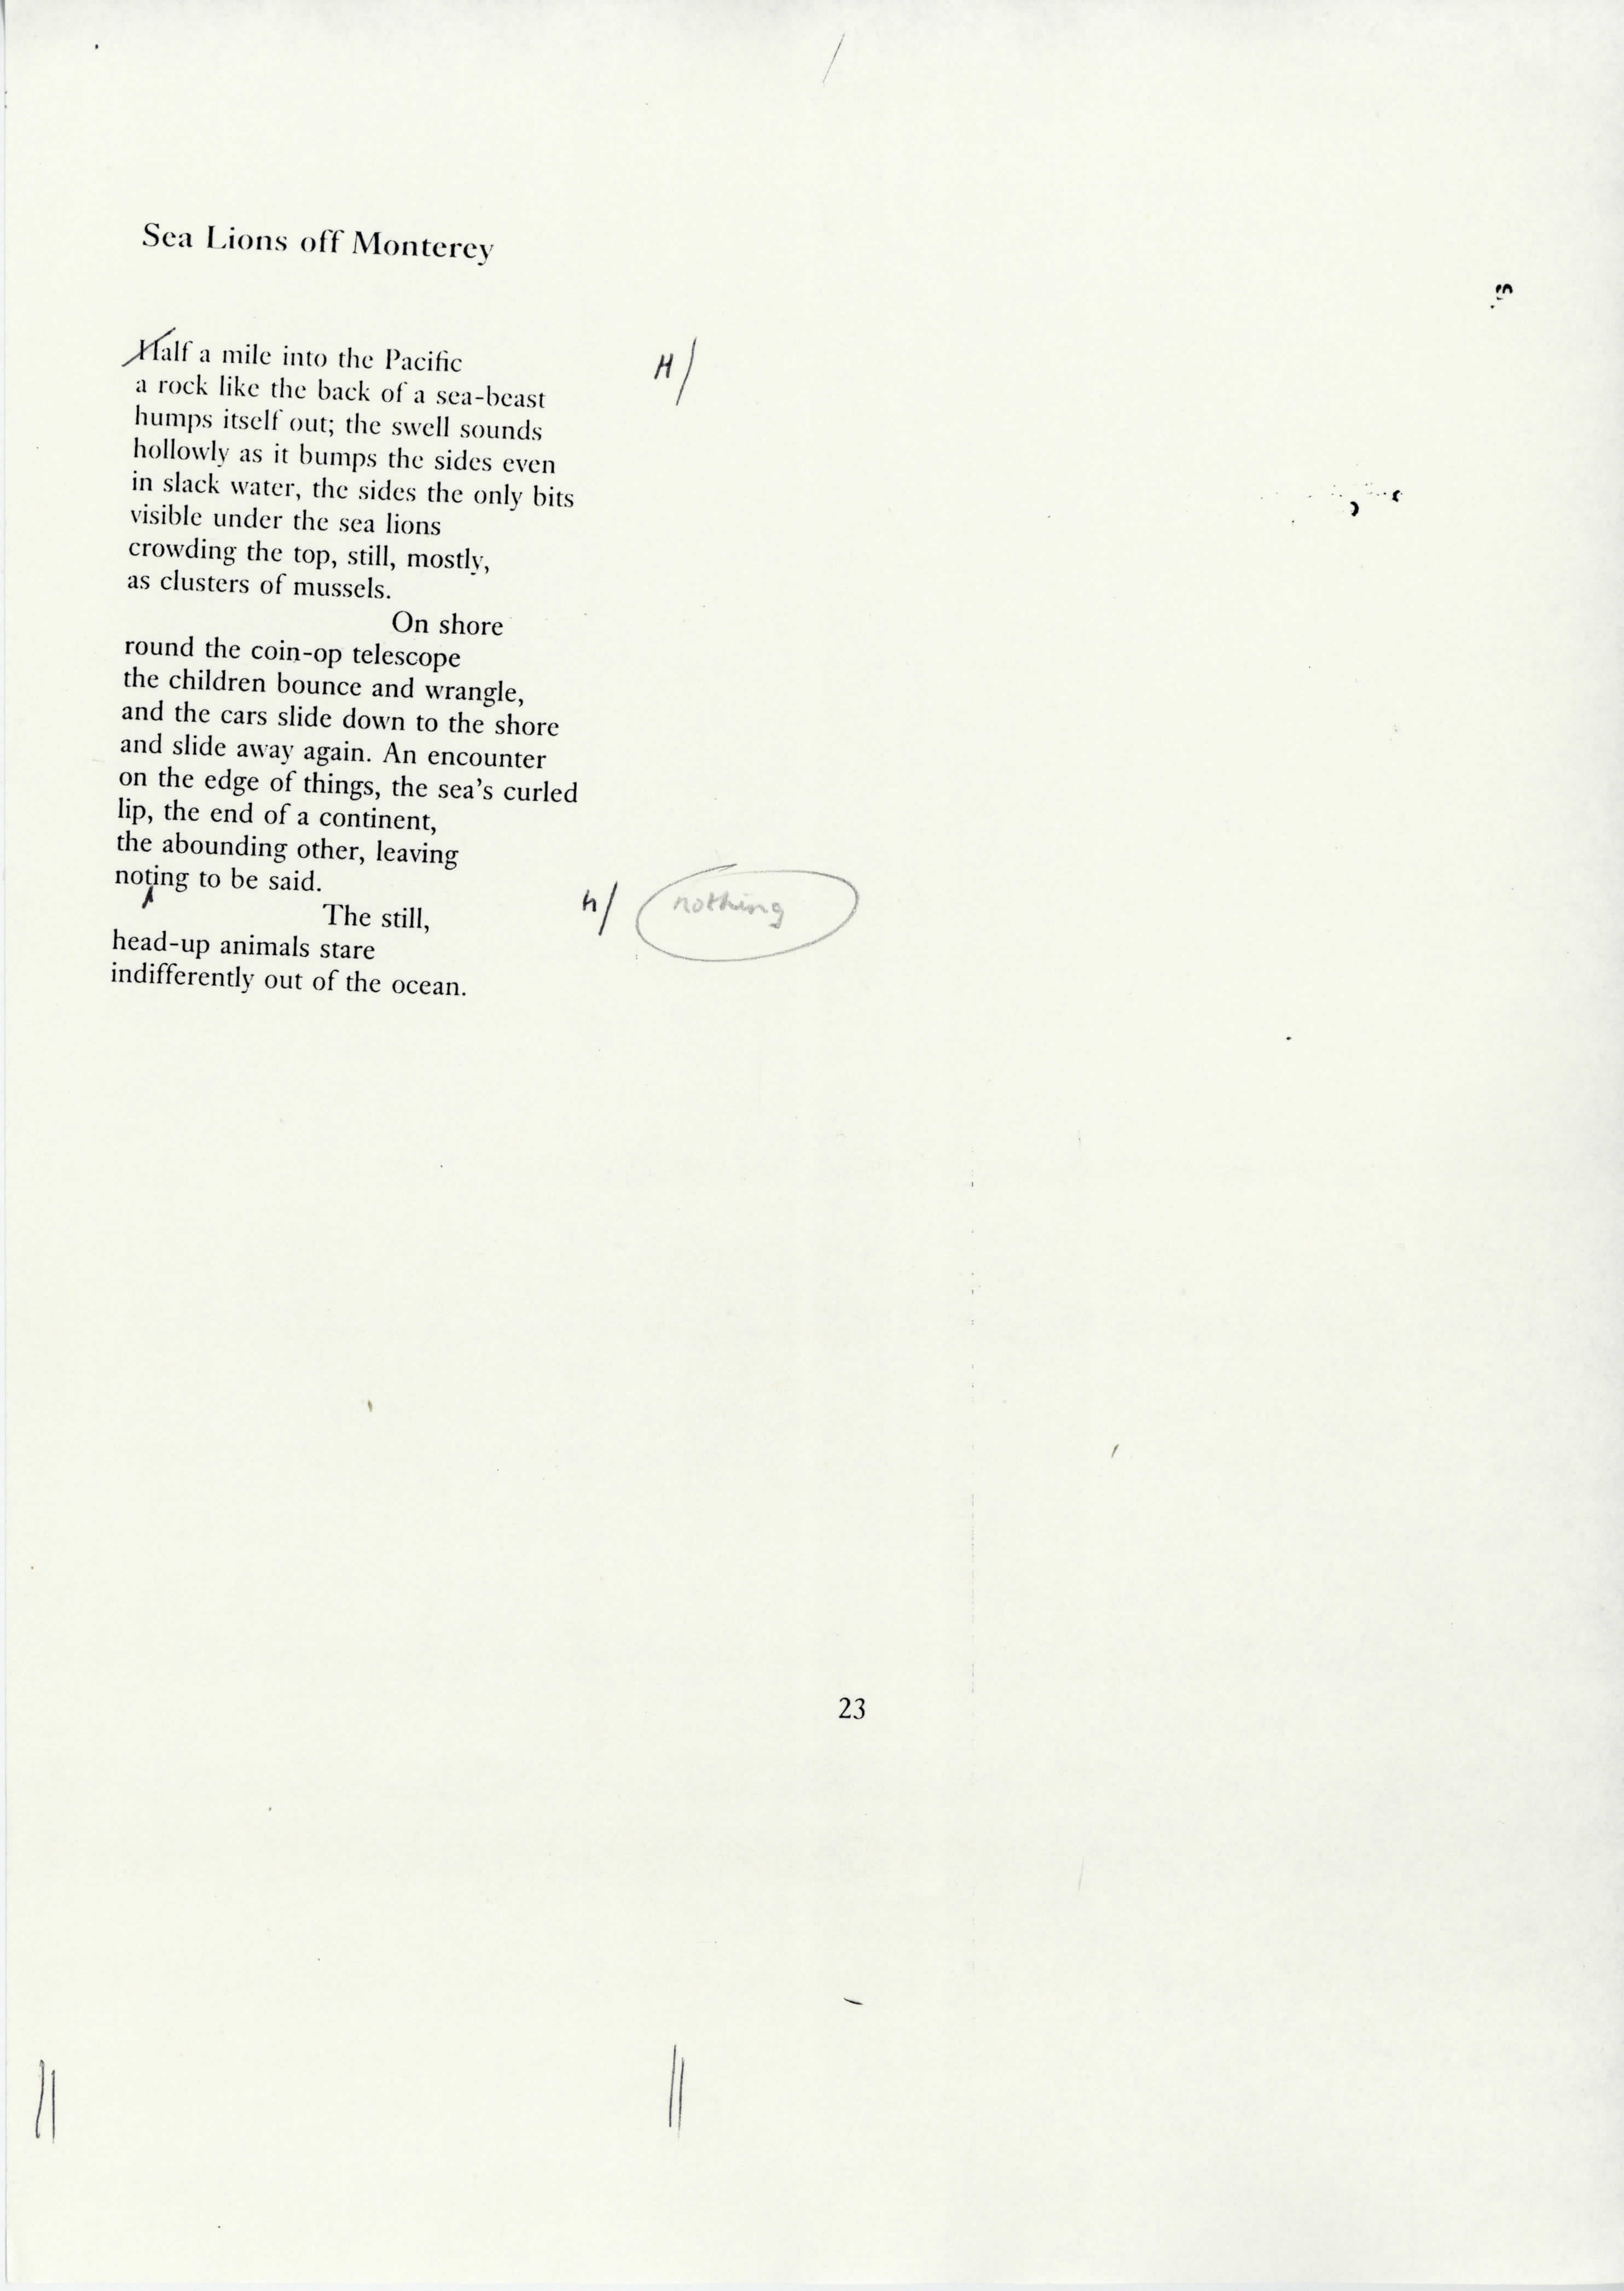 Sea Lions off Monterey
Half a mile into the Pacific H/
a rock like the back of a sea-beast
humps itself out; the swell sounds
hollowly as it bumps the sides even
in slack water, the sides the only bits
visible under the sea lions
crowding the top, still, mostly,
as clusters of mussels.
On shore
round the coin-op telescope
the children bounce and wrangle,
and the cars slide down to the shore
and slide away again. An encounter
on the edge of things, the sea's curled
lip, the end of a continent,
the abounding other, leaving
noting to be said. h/ nothing
The still,
head-up animals stare
indifferently out of the ocean.
23